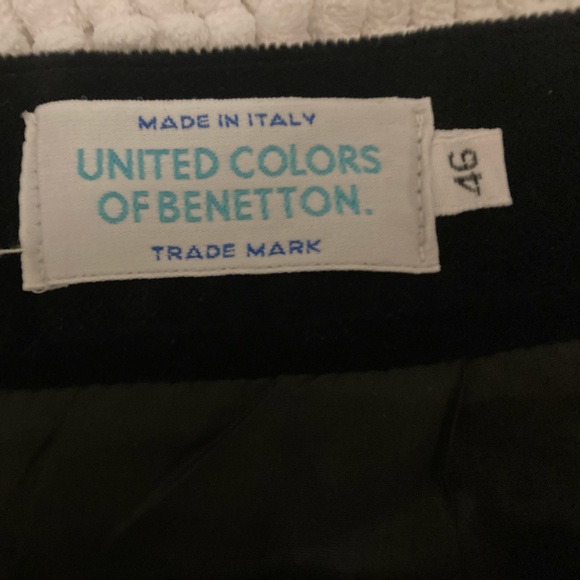 MADE IN ITALY
UNITED COLORS
OF BENETTON.
TRADE MARK
46